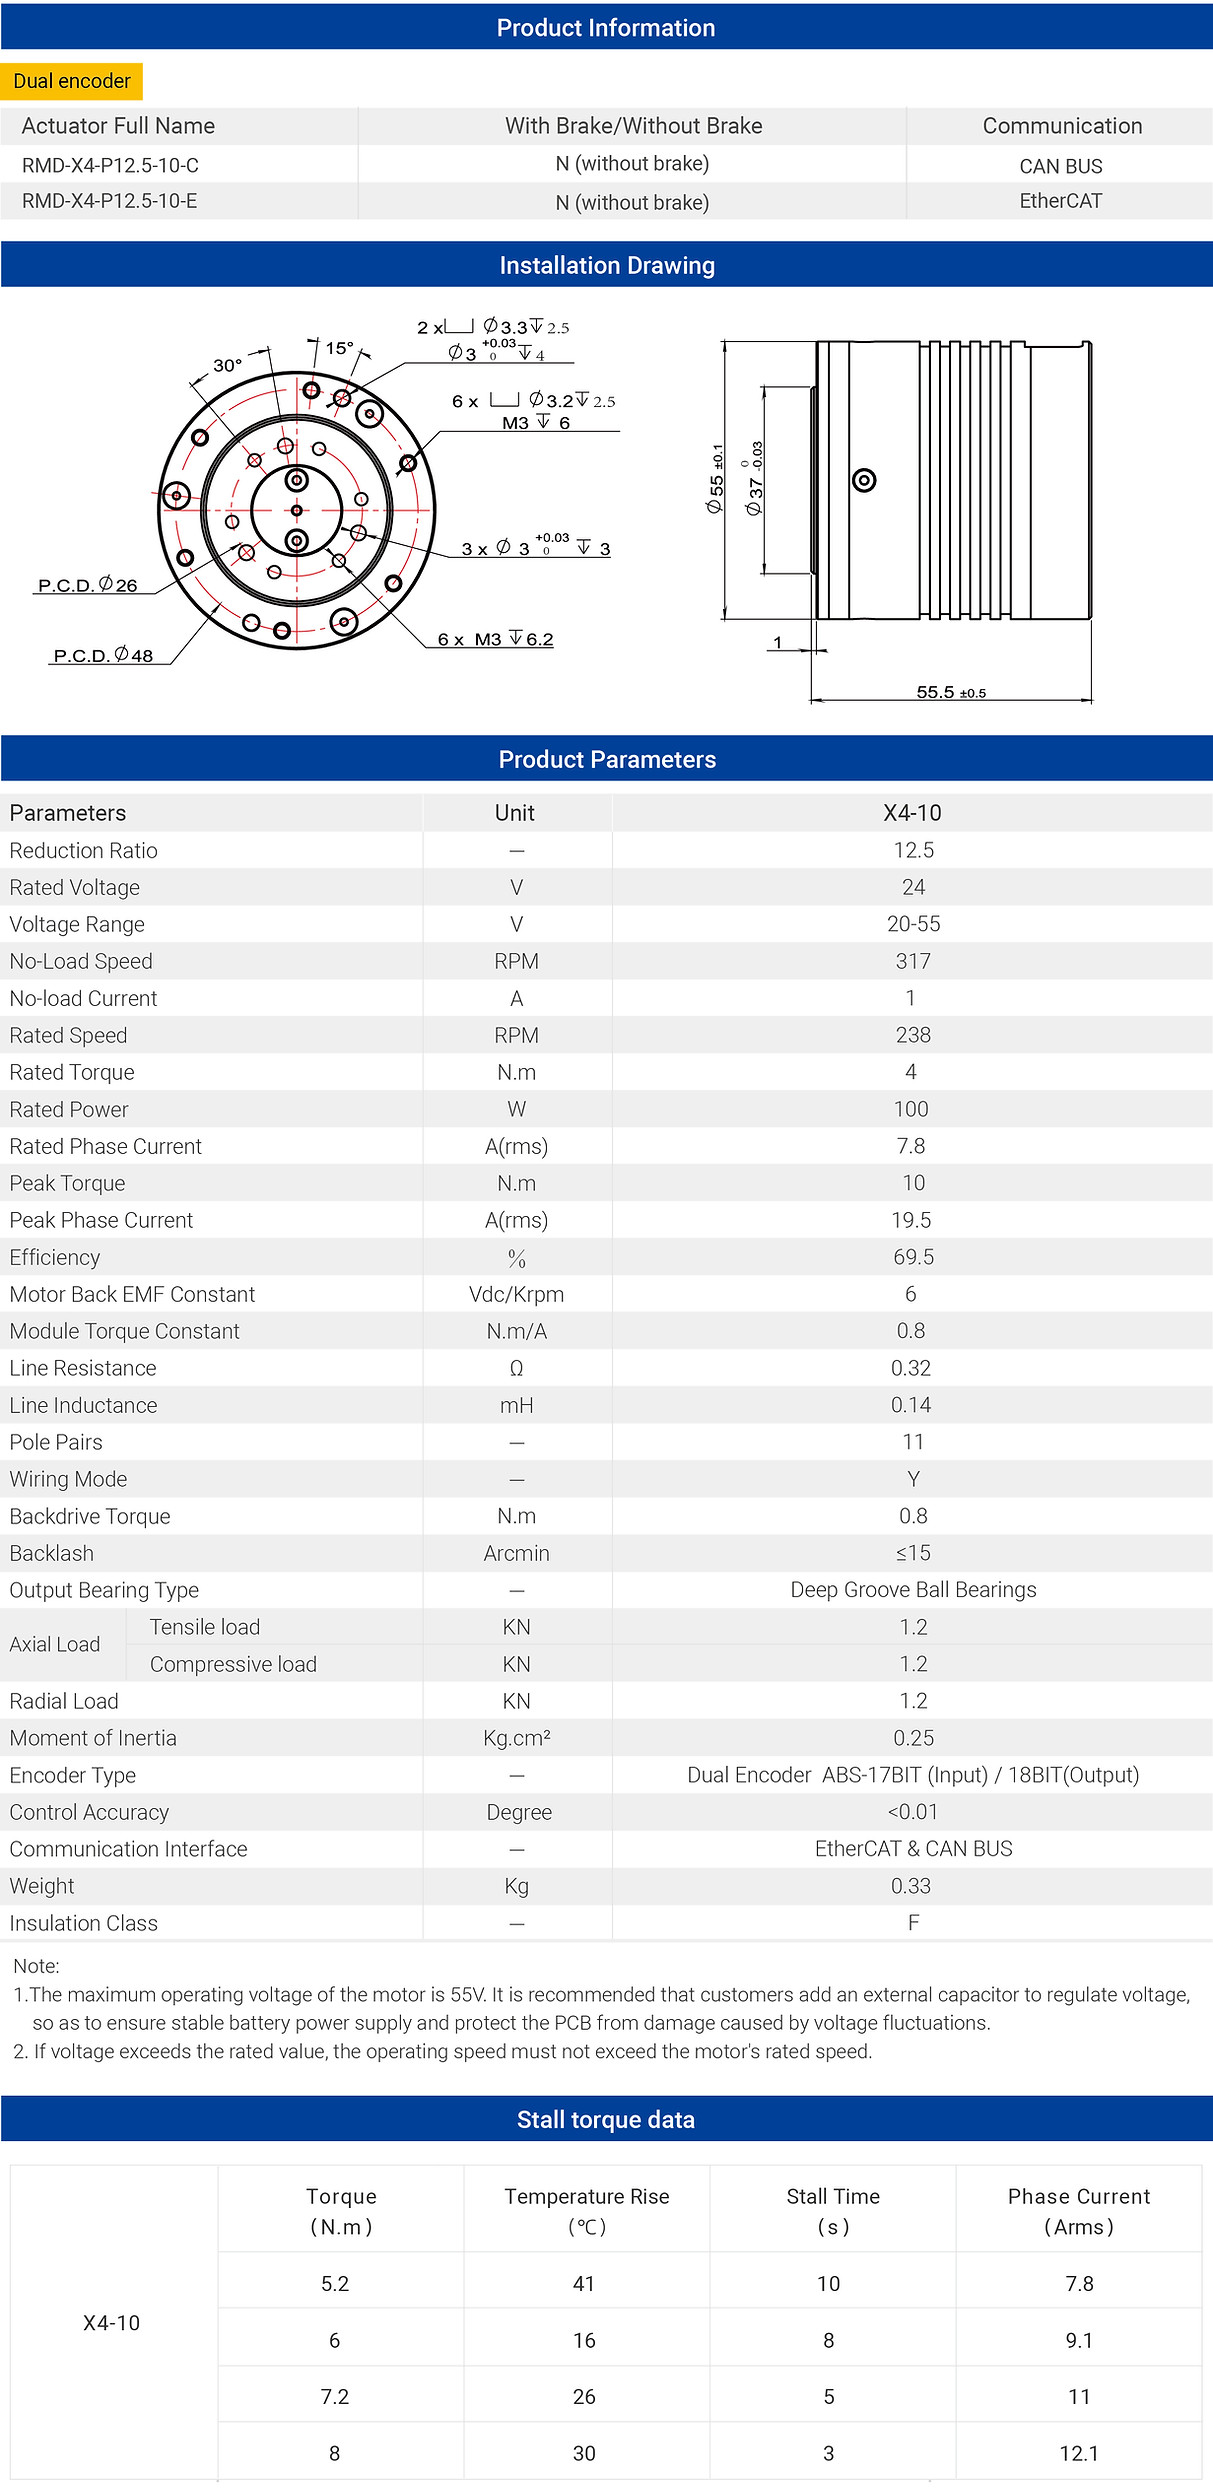 Product Information
Dual encoder
Actuator Full Name With Brake/Without Brake Communication
RMD-X4-P12.5-10-C N (without brake) CAN BUS
RMD-X4-P12.5-10-E N (without brake) EtherCAT
Installation Drawing
2 x ⌴ ∅3.3↧2.5
∅3 +0.03 0 ↧4
6 x ⌴ ∅3.2↧2.5
M3 ↧ 6
30°
15°
3 x ∅ 3 +0.03 0 ↧ 3
6 x M3 ↧6.2
P.C.D.∅26
P.C.D.∅48
∅55 ±0.1
∅37 0 -0.03
1
55.5 ±0.5
Product Parameters
Parameters Unit X4-10
Reduction Ratio — 12.5
Rated Voltage V 24
Voltage Range V 20-55
No-Load Speed RPM 317
No-load Current A 1
Rated Speed RPM 238
Rated Torque N.m 4
Rated Power W 100
Rated Phase Current A(rms) 7.8
Peak Torque N.m 10
Peak Phase Current A(rms) 19.5
Efficiency % 69.5
Motor Back EMF Constant Vdc/Krpm 6
Module Torque Constant N.m/A 0.8
Line Resistance Ω 0.32
Line Inductance mH 0.14
Pole Pairs — 11
Wiring Mode — Y
Backdrive Torque N.m 0.8
Backlash Arcmin ≤15
Output Bearing Type — Deep Groove Ball Bearings
Axial Load Tensile load KN 1.2
Compressive load KN 1.2
Radial Load KN 1.2
Moment of Inertia Kg.cm² 0.25
Encoder Type — Dual Encoder ABS-17BIT (Input) / 18BIT(Output)
Control Accuracy Degree <0.01
Communication Interface — EtherCAT & CAN BUS
Weight Kg 0.33
Insulation Class — F
Note:
1.The maximum operating voltage of the motor is 55V. It is recommended that customers add an external capacitor to regulate voltage,
so as to ensure stable battery power supply and protect the PCB from damage caused by voltage fluctuations.
2. If voltage exceeds the rated value, the operating speed must not exceed the motor's rated speed.
Stall torque data
Torque Temperature Rise Stall Time Phase Current
(N.m) (℃) (s) (Arms)
5.2 41 10 7.8
X4-10
6 16 8 9.1
7.2 26 5 11
8 30 3 12.1